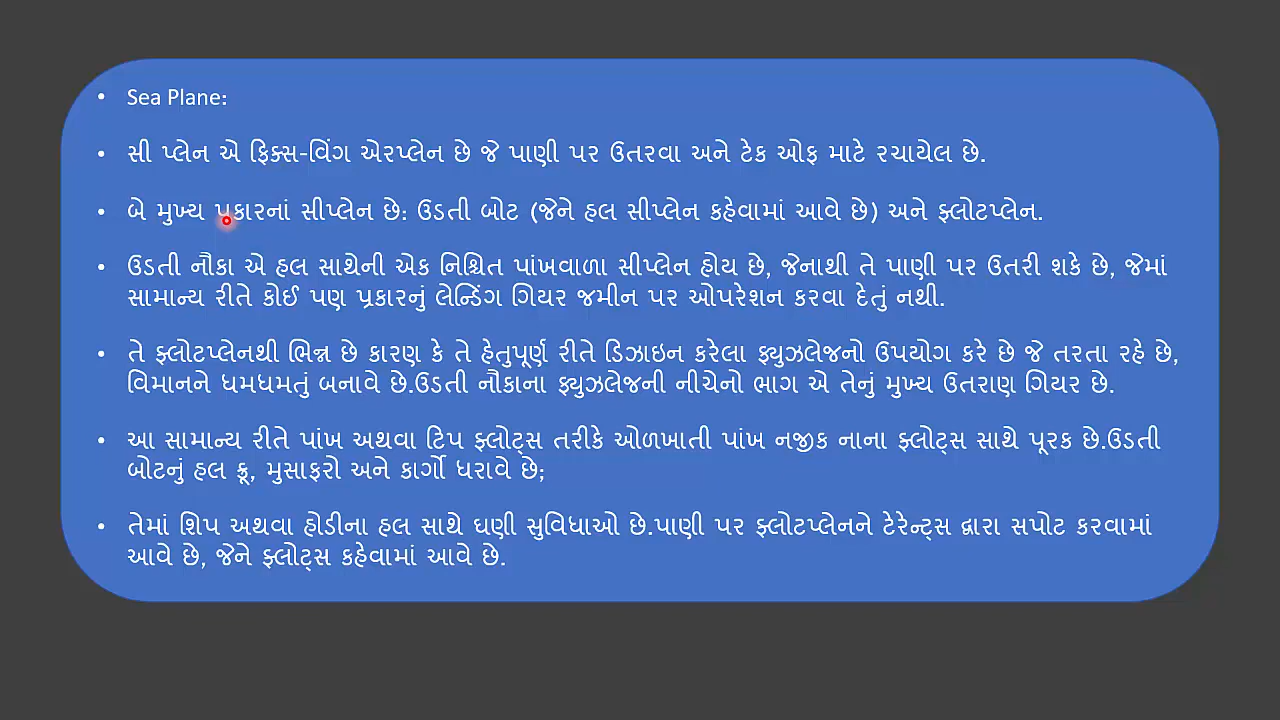 Sea Plane:
સી પ્લેન એ ફિક્સ-વિંગ એરપ્લેન છે જે પાણી પર ઉતરવા અને ટેક ઓફ માટે રચાયેલ છે.
બે મુખ્ય પ્રકારનાં સીપ્લેન છે: ઉડતી બોટ (જેને હલ સીપ્લેન કહેવામાં આવે છે) અને ફ્લોટપ્લેન.
ઉડતી નૌકા એ હલ સાથેની એક નિશ્ચિત પાંખવાળા સીપ્લેન હોય છે, જેનાથી તે પાણી પર ઉતરી શકે છે, જેમાં
સામાન્ય રીતે કોઈ પણ પ્રકારનું લેન્ડિંગ ગિયર જમીન પર ઓપરેશન કરવા દેતું નથી.
તે ફ્લોટપ્લેનથી ભિન્ન છે કારણ કે તે હેતુપૂર્ણ રીતે ડિઝાઇન કરેલા ફ્યુઝલેજનો ઉપયોગ કરે છે જે તરતા રહે છે,
વિમાનને ધમધમતું બનાવે છે.ઉડતી નૌકાના ફ્યુઝલેજની નીચેનો ભાગ એ તેનું મુખ્ય ઉતરાણ ગિયર છે.
આ સામાન્ય રીતે પાંખ અથવા ટિપ ફ્લોટ્સ તરીકે ઓળખાતી પાંખ નજીક નાના ફ્લોટ્સ સાથે પૂરક છે.ઉડતી
બોટનું હલ ક્રૂ, મુસાફરો અને કાર્ગો ધરાવે છે;
તેમાં શિપ અથવા હોડીના હલ સાથે ઘણી સુવિધાઓ છે.પાણી પર ફ્લોટપ્લેનને ટેરેન્ટ્સ દ્વારા સપોટ કરવામાં
આવે છે, જેને ફ્લોટ્સ કહેવામાં આવે છે.